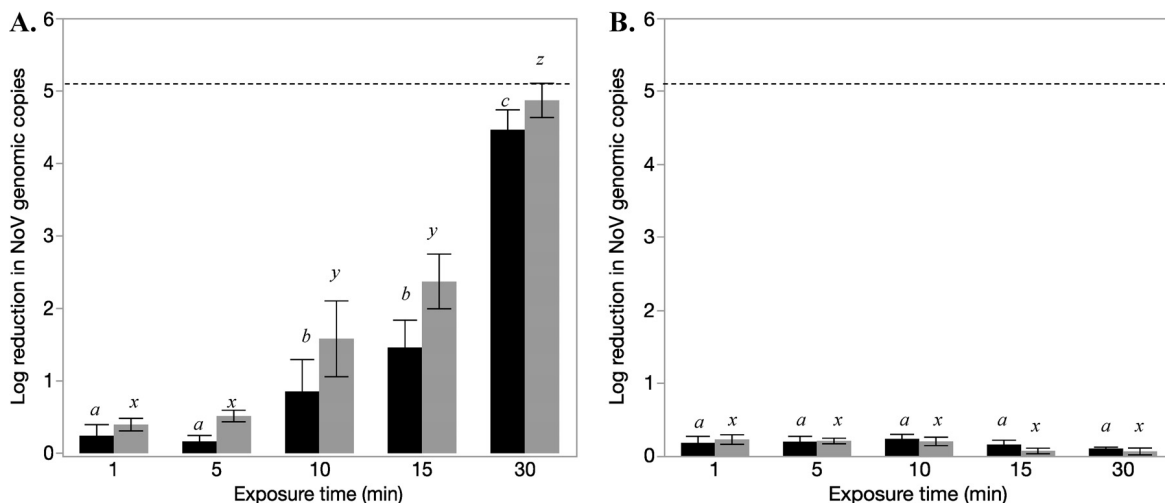 A.
Log reduction in NoV genomic copies
6
5
4
3
2
1
0
a x a x b y b y c z
1 5 10 15 30
Exposure time (min)
B.
Log reduction in NoV genomic copies
6
5
4
3
2
1
0
a x a x a x a x a x
1 5 10 15 30
Exposure time (min)